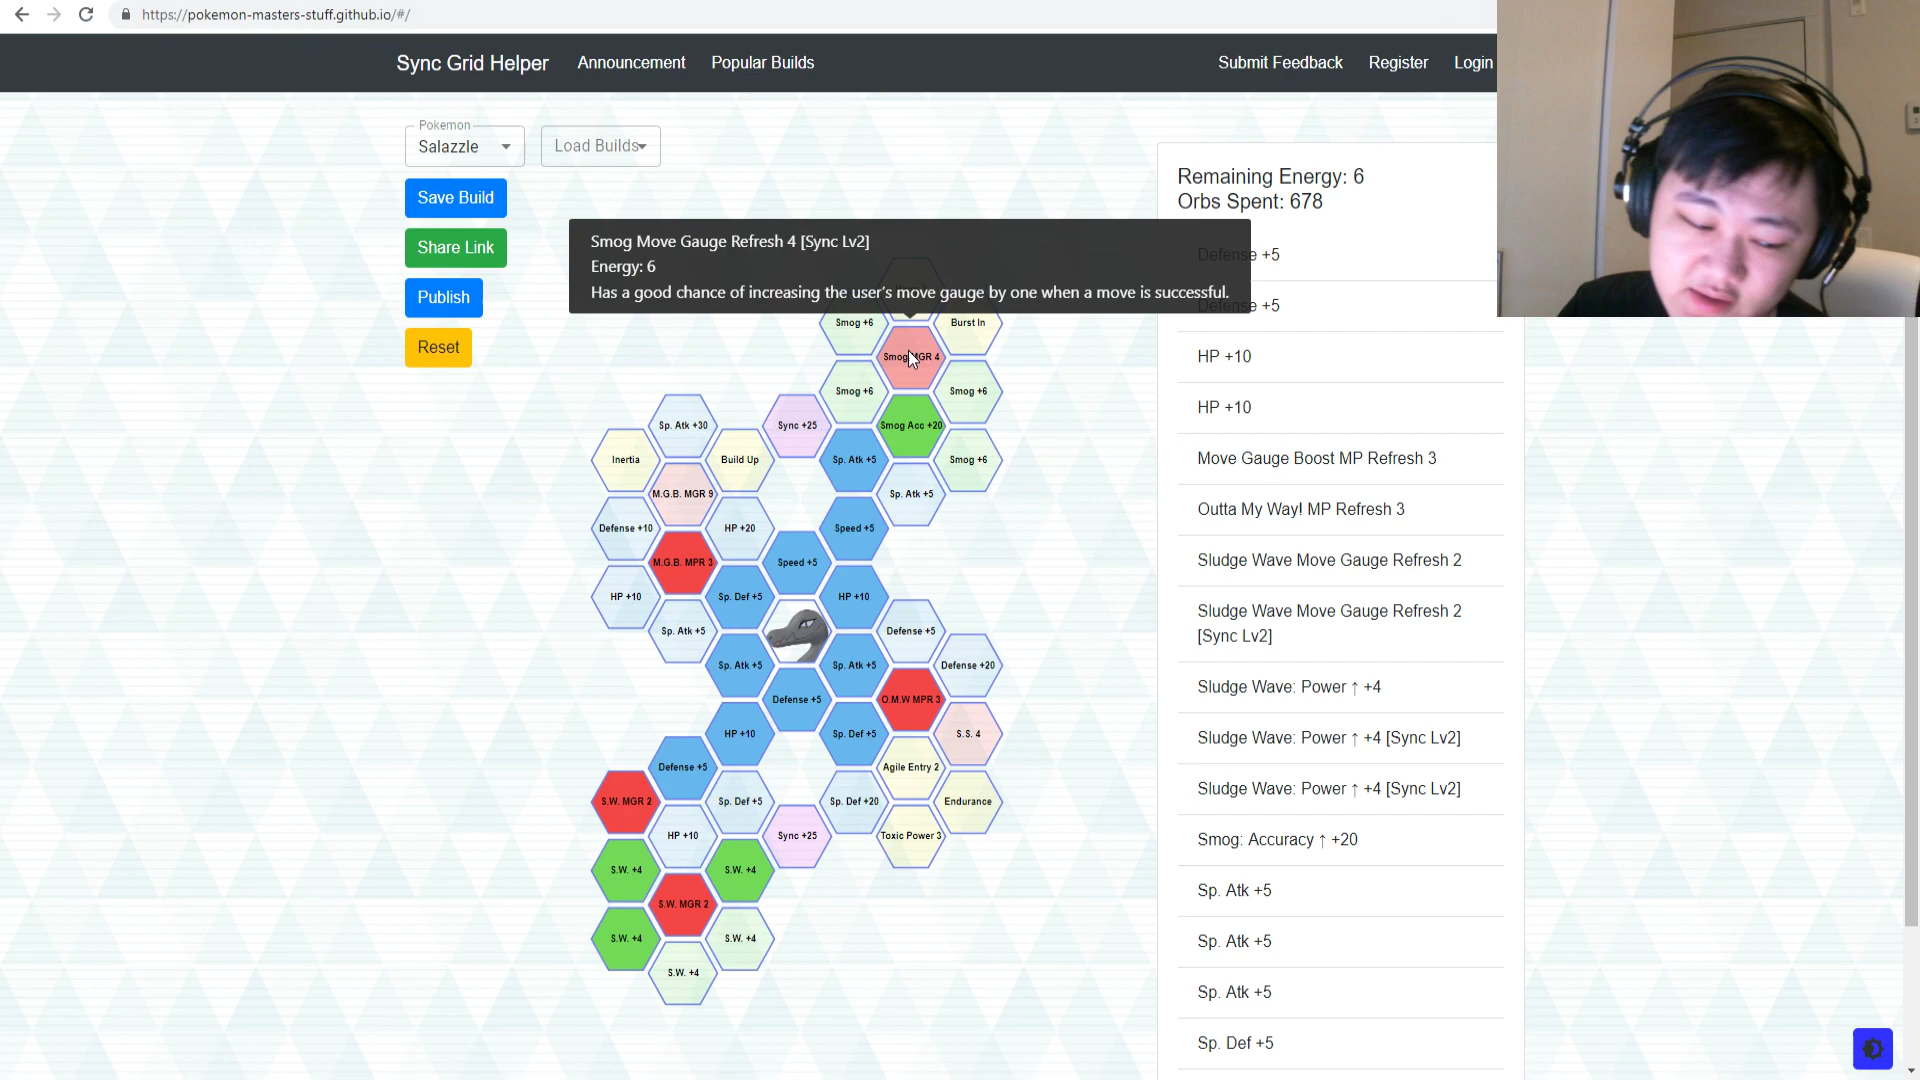 https://pokemon-masters-stuff.github.io/#/
Sync Grid Helper
Announcement
Popular Builds
Submit Feedback
Register
Login
Pokemon
Salazzle
Load Builds
Save Build
Share Link
Publish
Reset
Remaining Energy: 6
Orbs Spent: 678
Smog Move Gauge Refresh 4 [Sync Lv2]
Energy: 6
Has a good chance of increasing the user's move gauge by one when a move is successful.
Smog +6
Burst In
Smog MGR 4
Smog +6
Smog +6
Sp. Atk +30
Sync +25
Smog Acc +20
Inertia
Build Up
Sp. Atk +5
Smog +6
M.G.B. MGR 9
Sp. Atk +5
Defense +10
HP +20
Speed +5
M.G.B. MPR 3
Speed +5
HP +10
Sp. Def +5
HP +10
Sp. Atk +5
Defense +5
Sp. Atk +5
Sp. Atk +5
Defense +20
Defense +5
O.M.W MPR 3
HP +10
Sp. Def +5
S.S. 4
Defense +5
Agile Entry 2
S.W. MGR 2
Sp. Def +5
Sp. Def +20
Endurance
HP +10
Sync +25
Toxic Power 3
S.W. +4
S.W. +4
S.W. MGR 2
S.W. +4
S.W. +4
S.W. +4
Defense +5
Defense +5
HP +10
HP +10
Move Gauge Boost MP Refresh 3
Outta My Way! MP Refresh 3
Sludge Wave Move Gauge Refresh 2
Sludge Wave Move Gauge Refresh 2
[Sync Lv2]
Sludge Wave: Power ↑ +4
Sludge Wave: Power ↑ +4 [Sync Lv2]
Sludge Wave: Power ↑ +4 [Sync Lv2]
Smog: Accuracy ↑ +20
Sp. Atk +5
Sp. Atk +5
Sp. Atk +5
Sp. Def +5